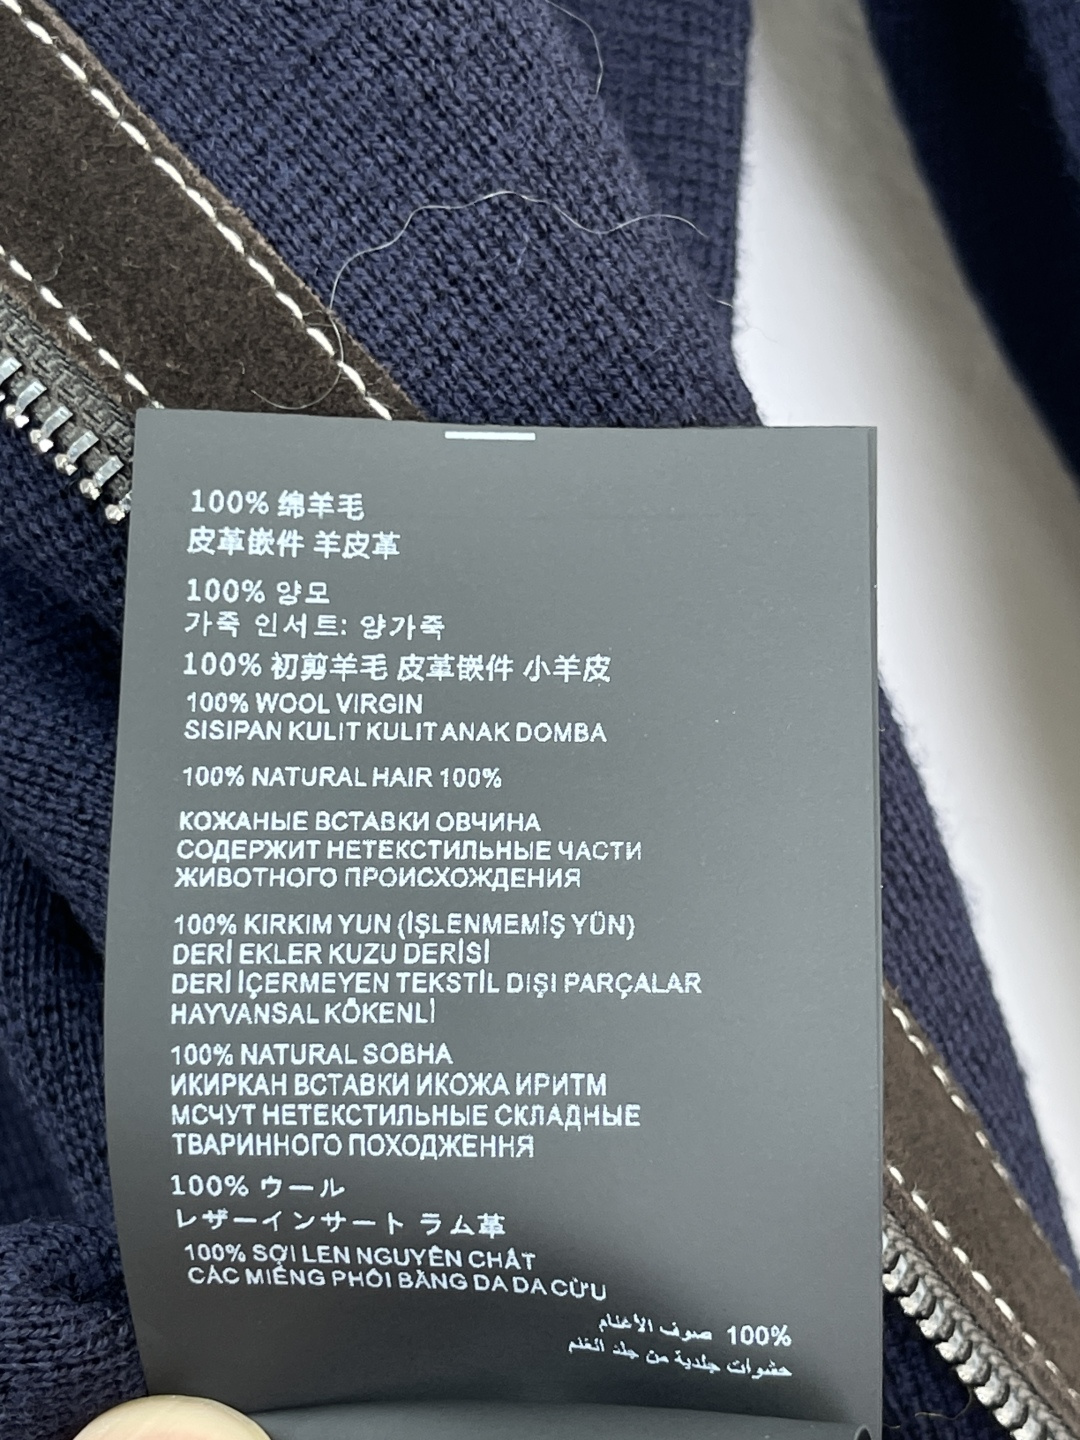 100% 绵羊毛
皮革嵌件 羊皮革
100% 양모
가죽 인서트: 양가죽
100% 初剪羊毛 皮革嵌件 小羊皮
100% WOOL VIRGIN
SISIPAN KULIT KULIT ANAK DOMBA
100% NATURAL HAIR 100%
КОЖАНЫЕ ВСТАВКИ ОВЧИНА
СОДЕРЖИТ НЕТЕКСТИЛЬНЫЕ ЧАСТИ
ЖИВОТНОГО ПРОИСХОЖДЕНИЯ
100% KIRKIM YUN (İŞLENMEMİŞ YÜN)
DERİ EKLER KUZU DERİSİ
DERİ İÇERMEYEN TEKSTİL DIŞI PARÇALAR
HAYVANSAL KÖKENLİ
100% NATURAL SOBHA
ИКИРКАН ВСТАВКИ ИКОЖА ИРИТМ
МСЧУТ НЕТЕКСТИЛЬНЫЕ СКЛАДНЫЕ
ТВАРИННОГО ПОХОДЖЕННЯ
100% ウール
レザーインサート ラム革
100% SỢI LEN NGUYÊN CHẤT
CÁC MIẾNG PHỐI BẰNG DA DA CỪU
100% صوف الأغنام
حشوات جلدية من جلد الغنم